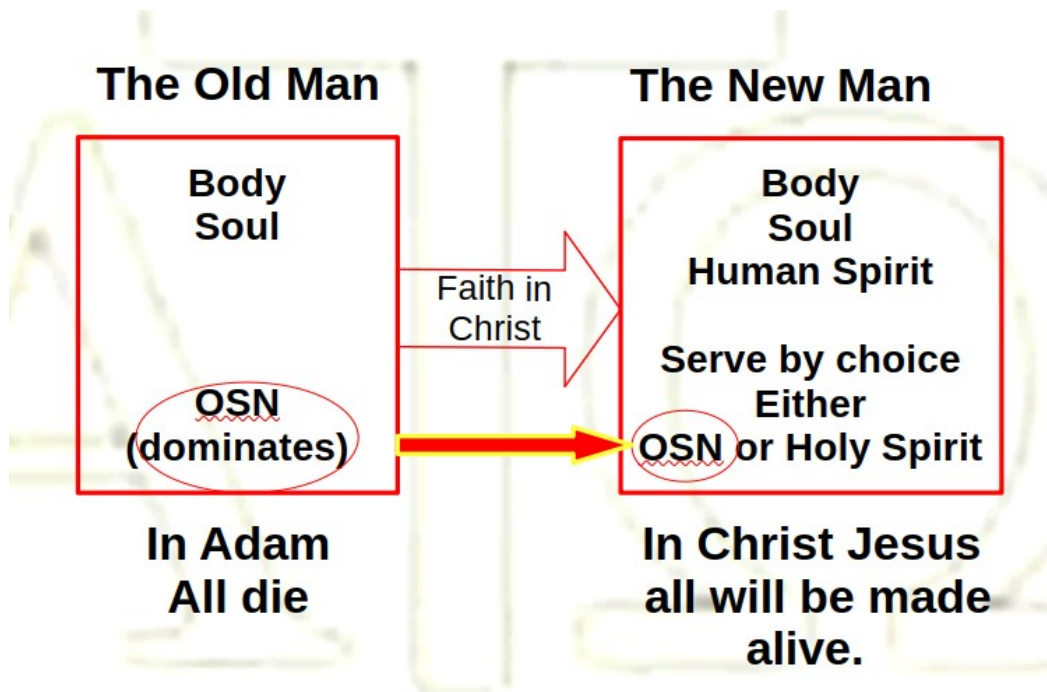 The Old Man
Body
Soul
OSN
(dominates)
In Adam
All die
Faith in
Christ
The New Man
Body
Soul
Human Spirit
Serve by choice
Either
OSN or Holy Spirit
In Christ Jesus
all will be made
alive.